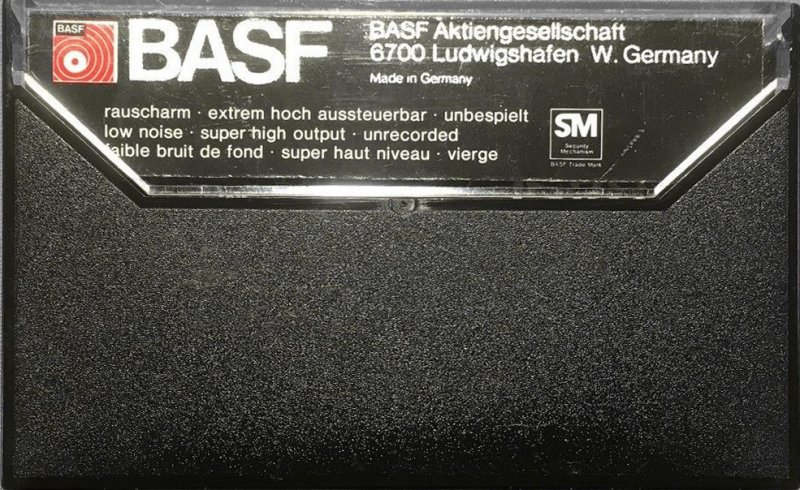 BASF
BASF
BASF Aktiengesellschaft
6700 Ludwigshafen W. Germany
Made in Germany
rauscharm · extrem hoch aussteuerbar · unbespielt
low noise · super high output · unrecorded
faible bruit de fond · super haut niveau · vierge
SM
Security
Mechanism
BASF Trade Mark